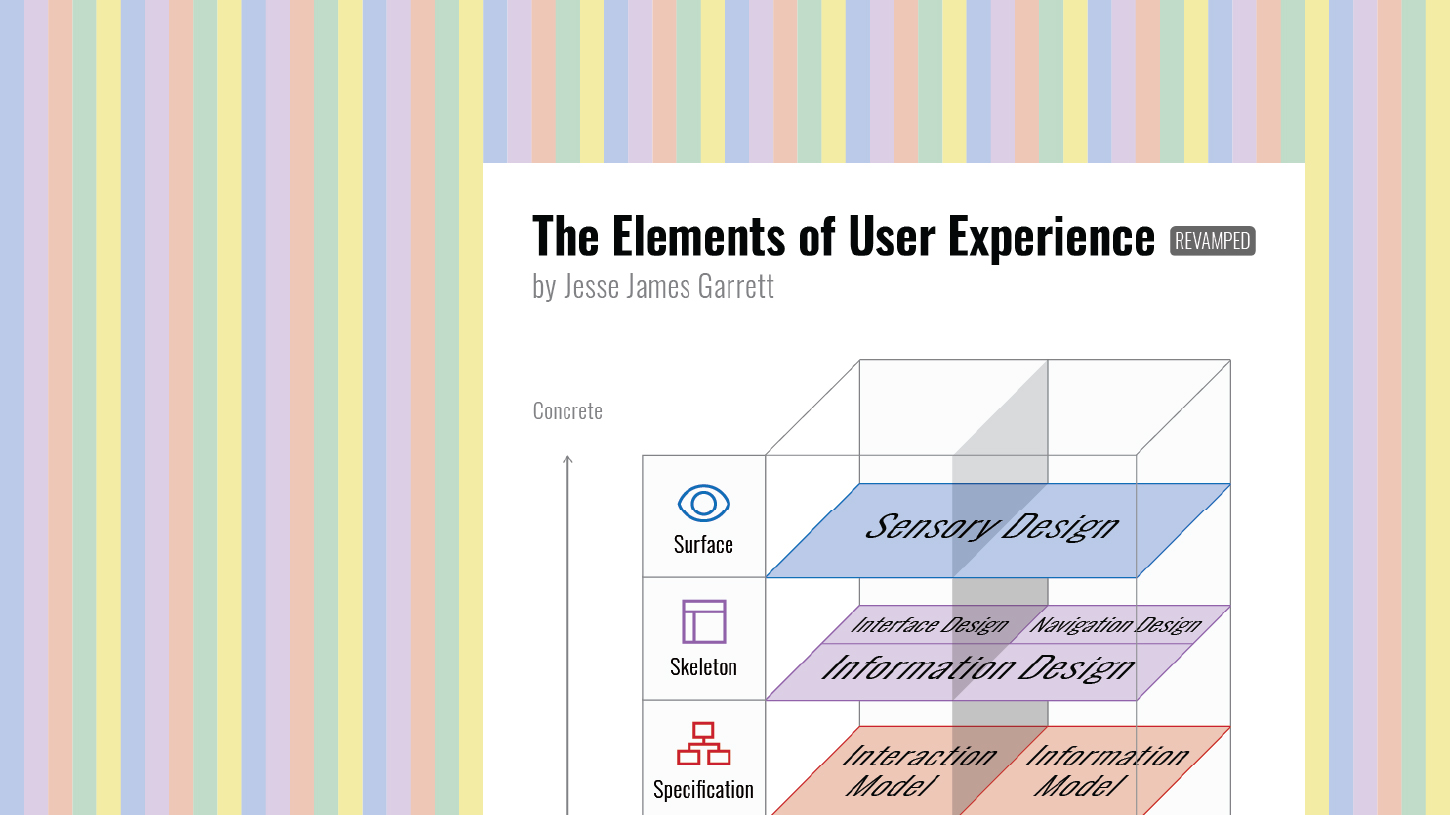 The Elements of User Experience REVAMPED
by Jesse James Garrett
Concrete
Surface
Sensory Design
Skeleton
Interface Design
Navigation Design
Information Design
Specification
Interaction
Model
Information
Model